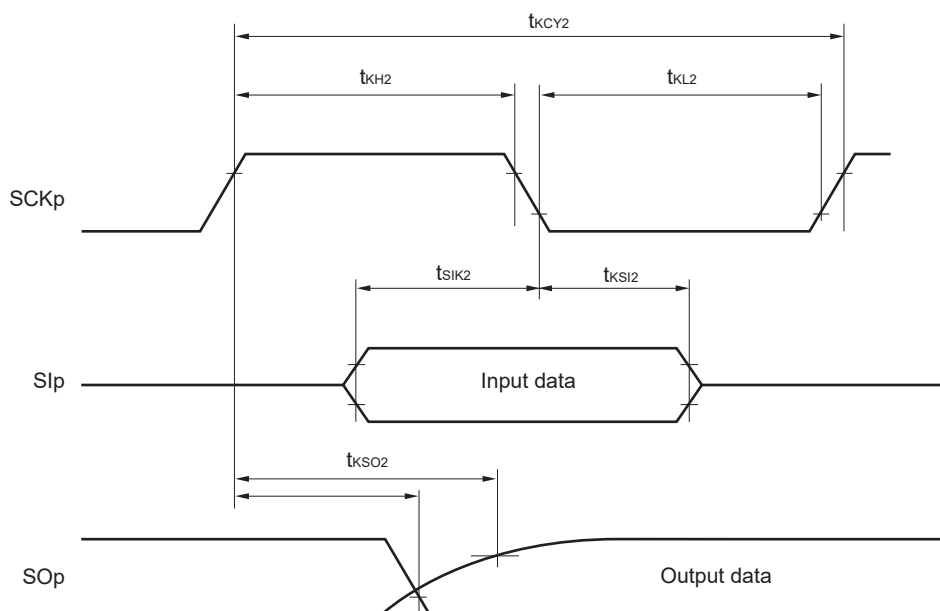 tKCY2
tKH2
tKL2
SCKp
tSIK2
tKSI2
SIp
Input data
tKSO2
SOp
Output data